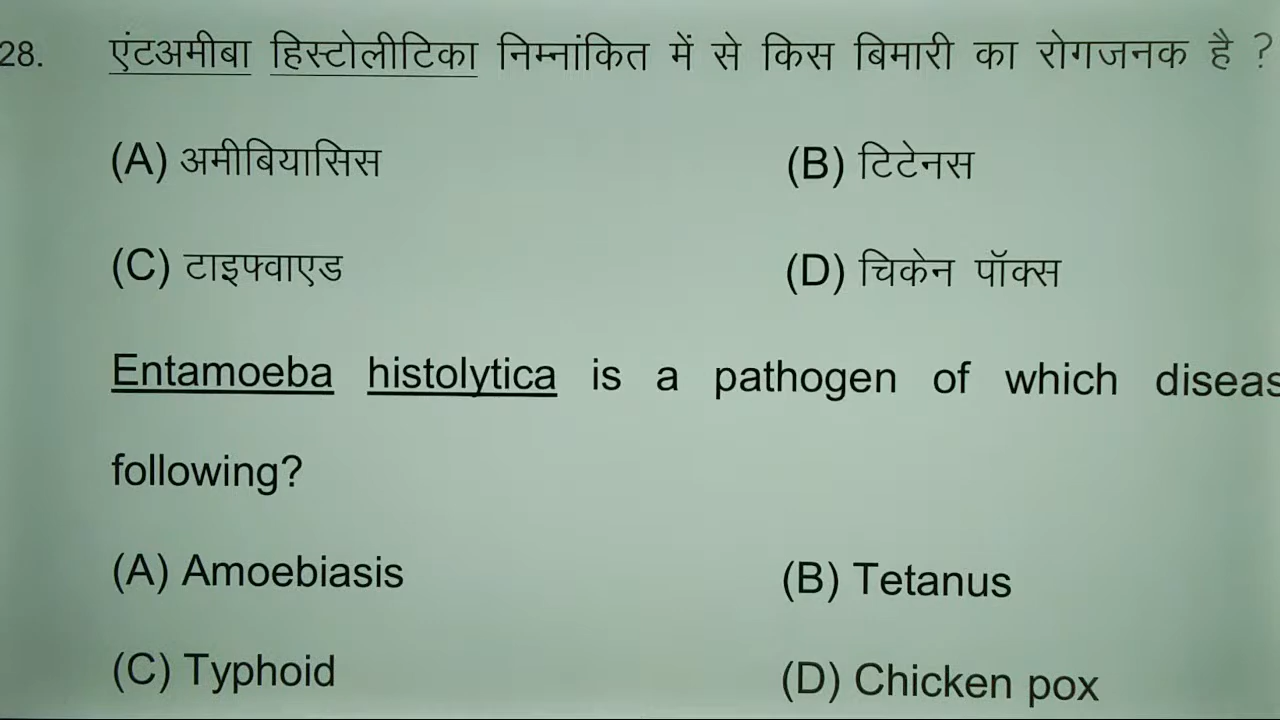 28. एंटअमीबा हिस्टोलीटिका निम्नांकित में से किस बिमारी का रोगजनक है ?
(A) अमीबियासिस (B) टिटेनस
(C) टाइफ्वाएड (D) चिकेन पॉक्स
Entamoeba histolytica is a pathogen of which diseas
following?
(A) Amoebiasis (B) Tetanus
(C) Typhoid (D) Chicken pox